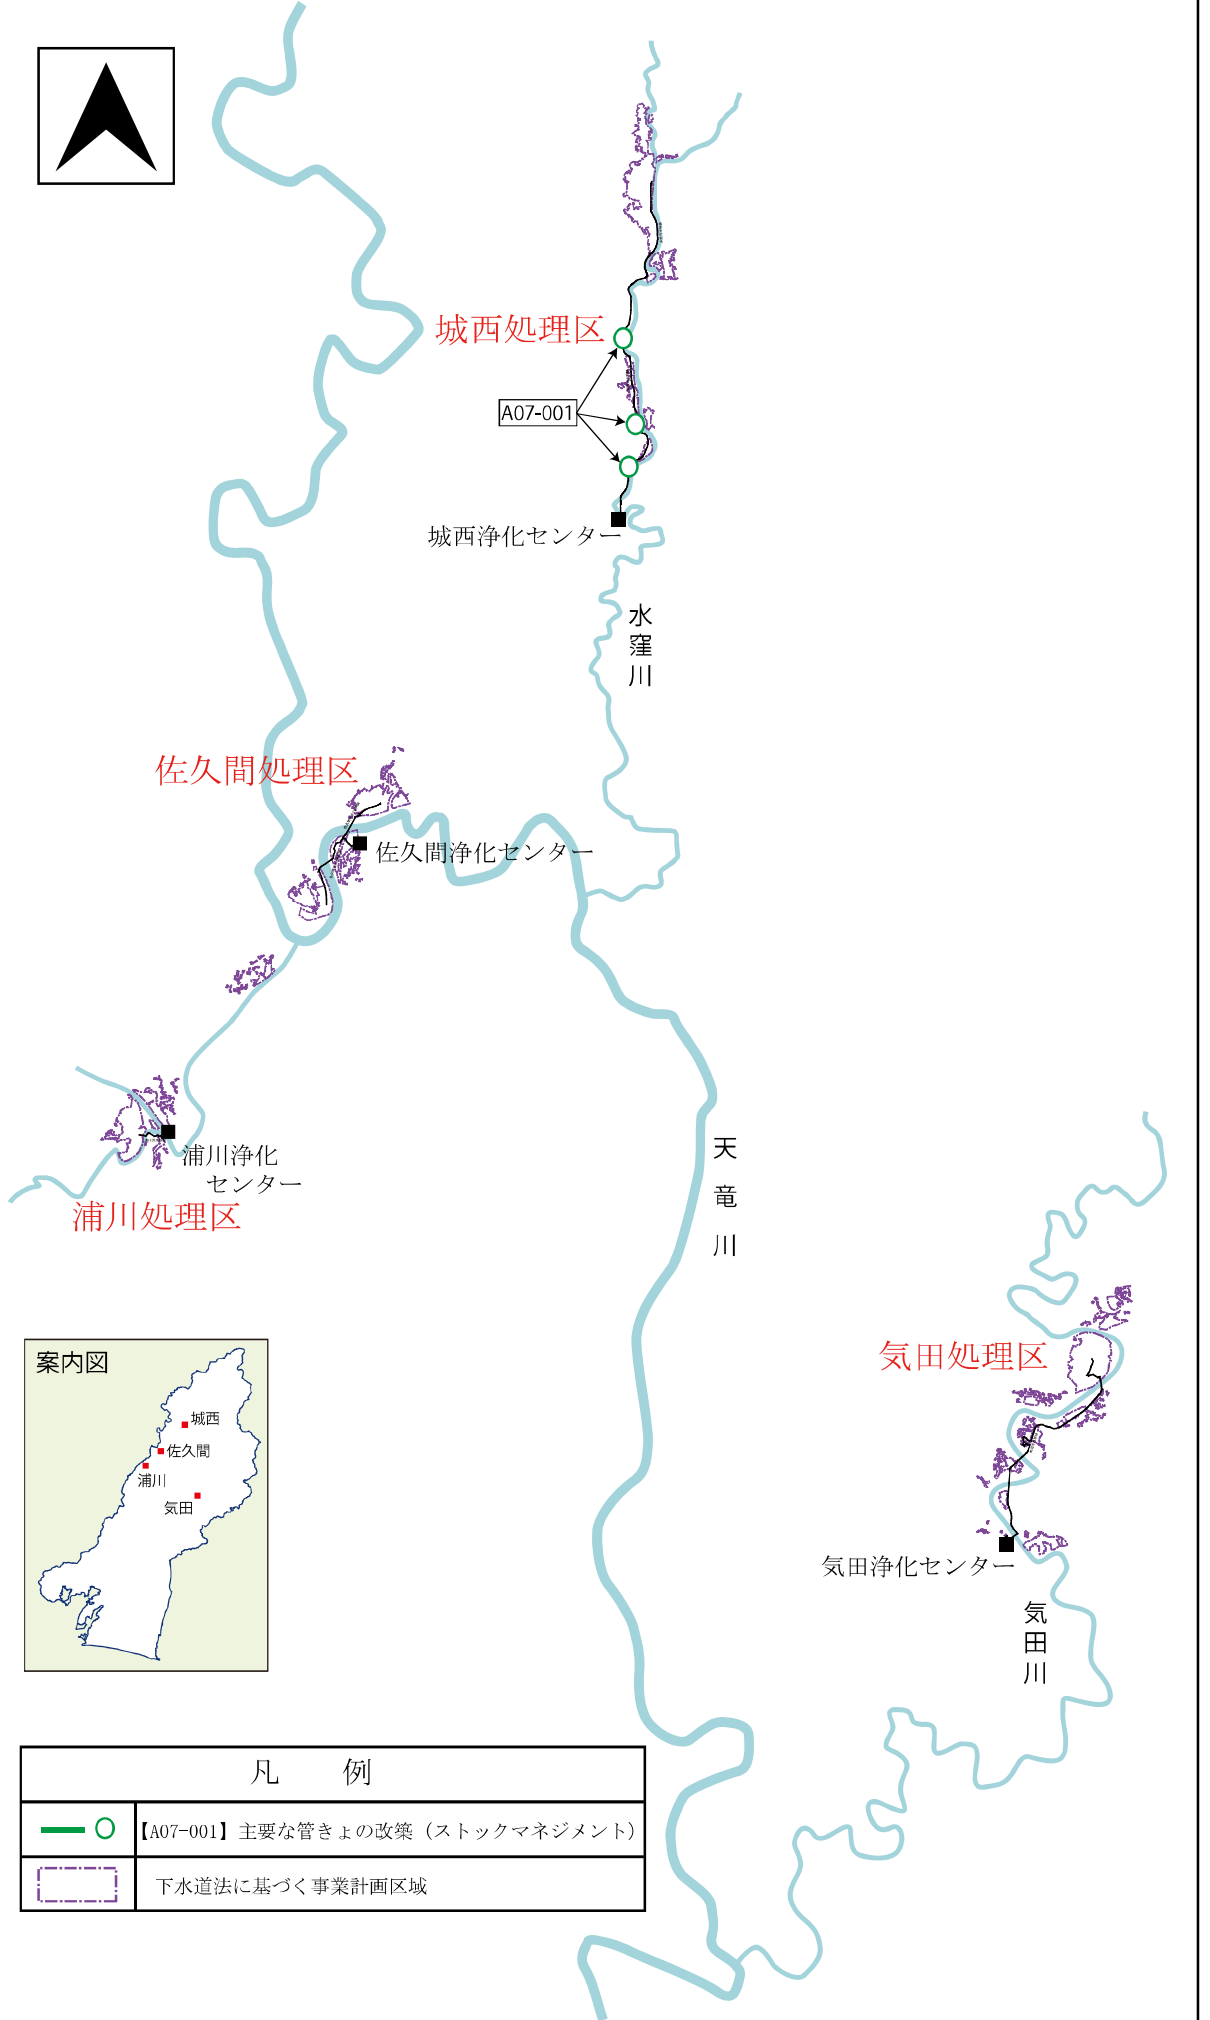 城西処理区
A07-001
城西浄化センター
水窪川
佐久間処理区
佐久間浄化センター
浦川浄化
センター
浦川処理区
天竜川
気田処理区
気田浄化センター
気田川
案内図
城西
佐久間
浦川
気田
凡 例
【A07-001】主要な管きょの改築（ストックマネジメント）
下水道法に基づく事業計画区域